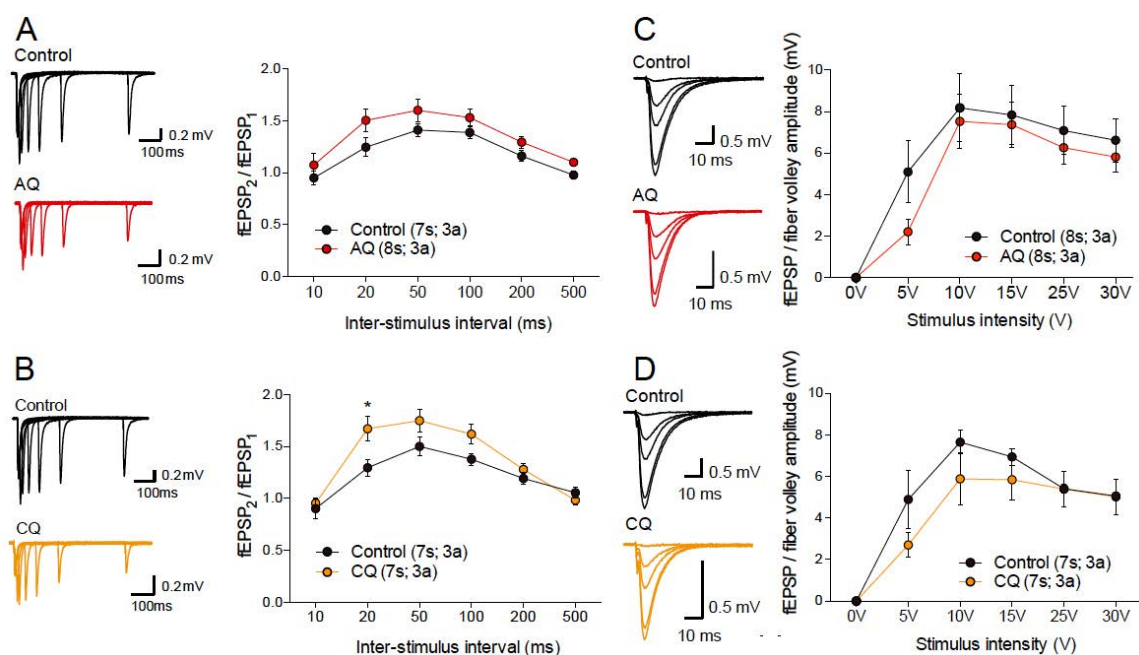 A
Control
0.2 mV
100ms
AQ
0.2 mV
100ms
fEPSP2 / fEPSP1
2.0
1.5
1.0
0.5
0.0
Control (7s; 3a)
AQ (8s; 3a)
10 20 50 100 200 500
Inter-stimulus interval (ms)
C
Control
0.5 mV
10 ms
AQ
0.5 mV
10 ms
fEPSP / fiber volley amplitude (mV)
10
8
6
4
2
0
Control (8s; 3a)
AQ (8s; 3a)
0V 5V 10V 15V 25V 30V
Stimulus intensity (V)
B
Control
0.2mV
100ms
CQ
0.2mV
100ms
fEPSP2 / fEPSP1
2.0
1.5
1.0
0.5
0.0
*
Control (7s; 3a)
CQ (7s; 3a)
10 20 50 100 200 500
Inter-stimulus interval (ms)
D
Control
0.5 mV
10 ms
CQ
0.5 mV
10 ms
fEPSP / fiber volley amplitude (mV)
10
8
6
4
2
0
Control (7s; 3a)
CQ (7s; 3a)
0V 5V 10V 15V 25V 30V
Stimulus intensity (V)